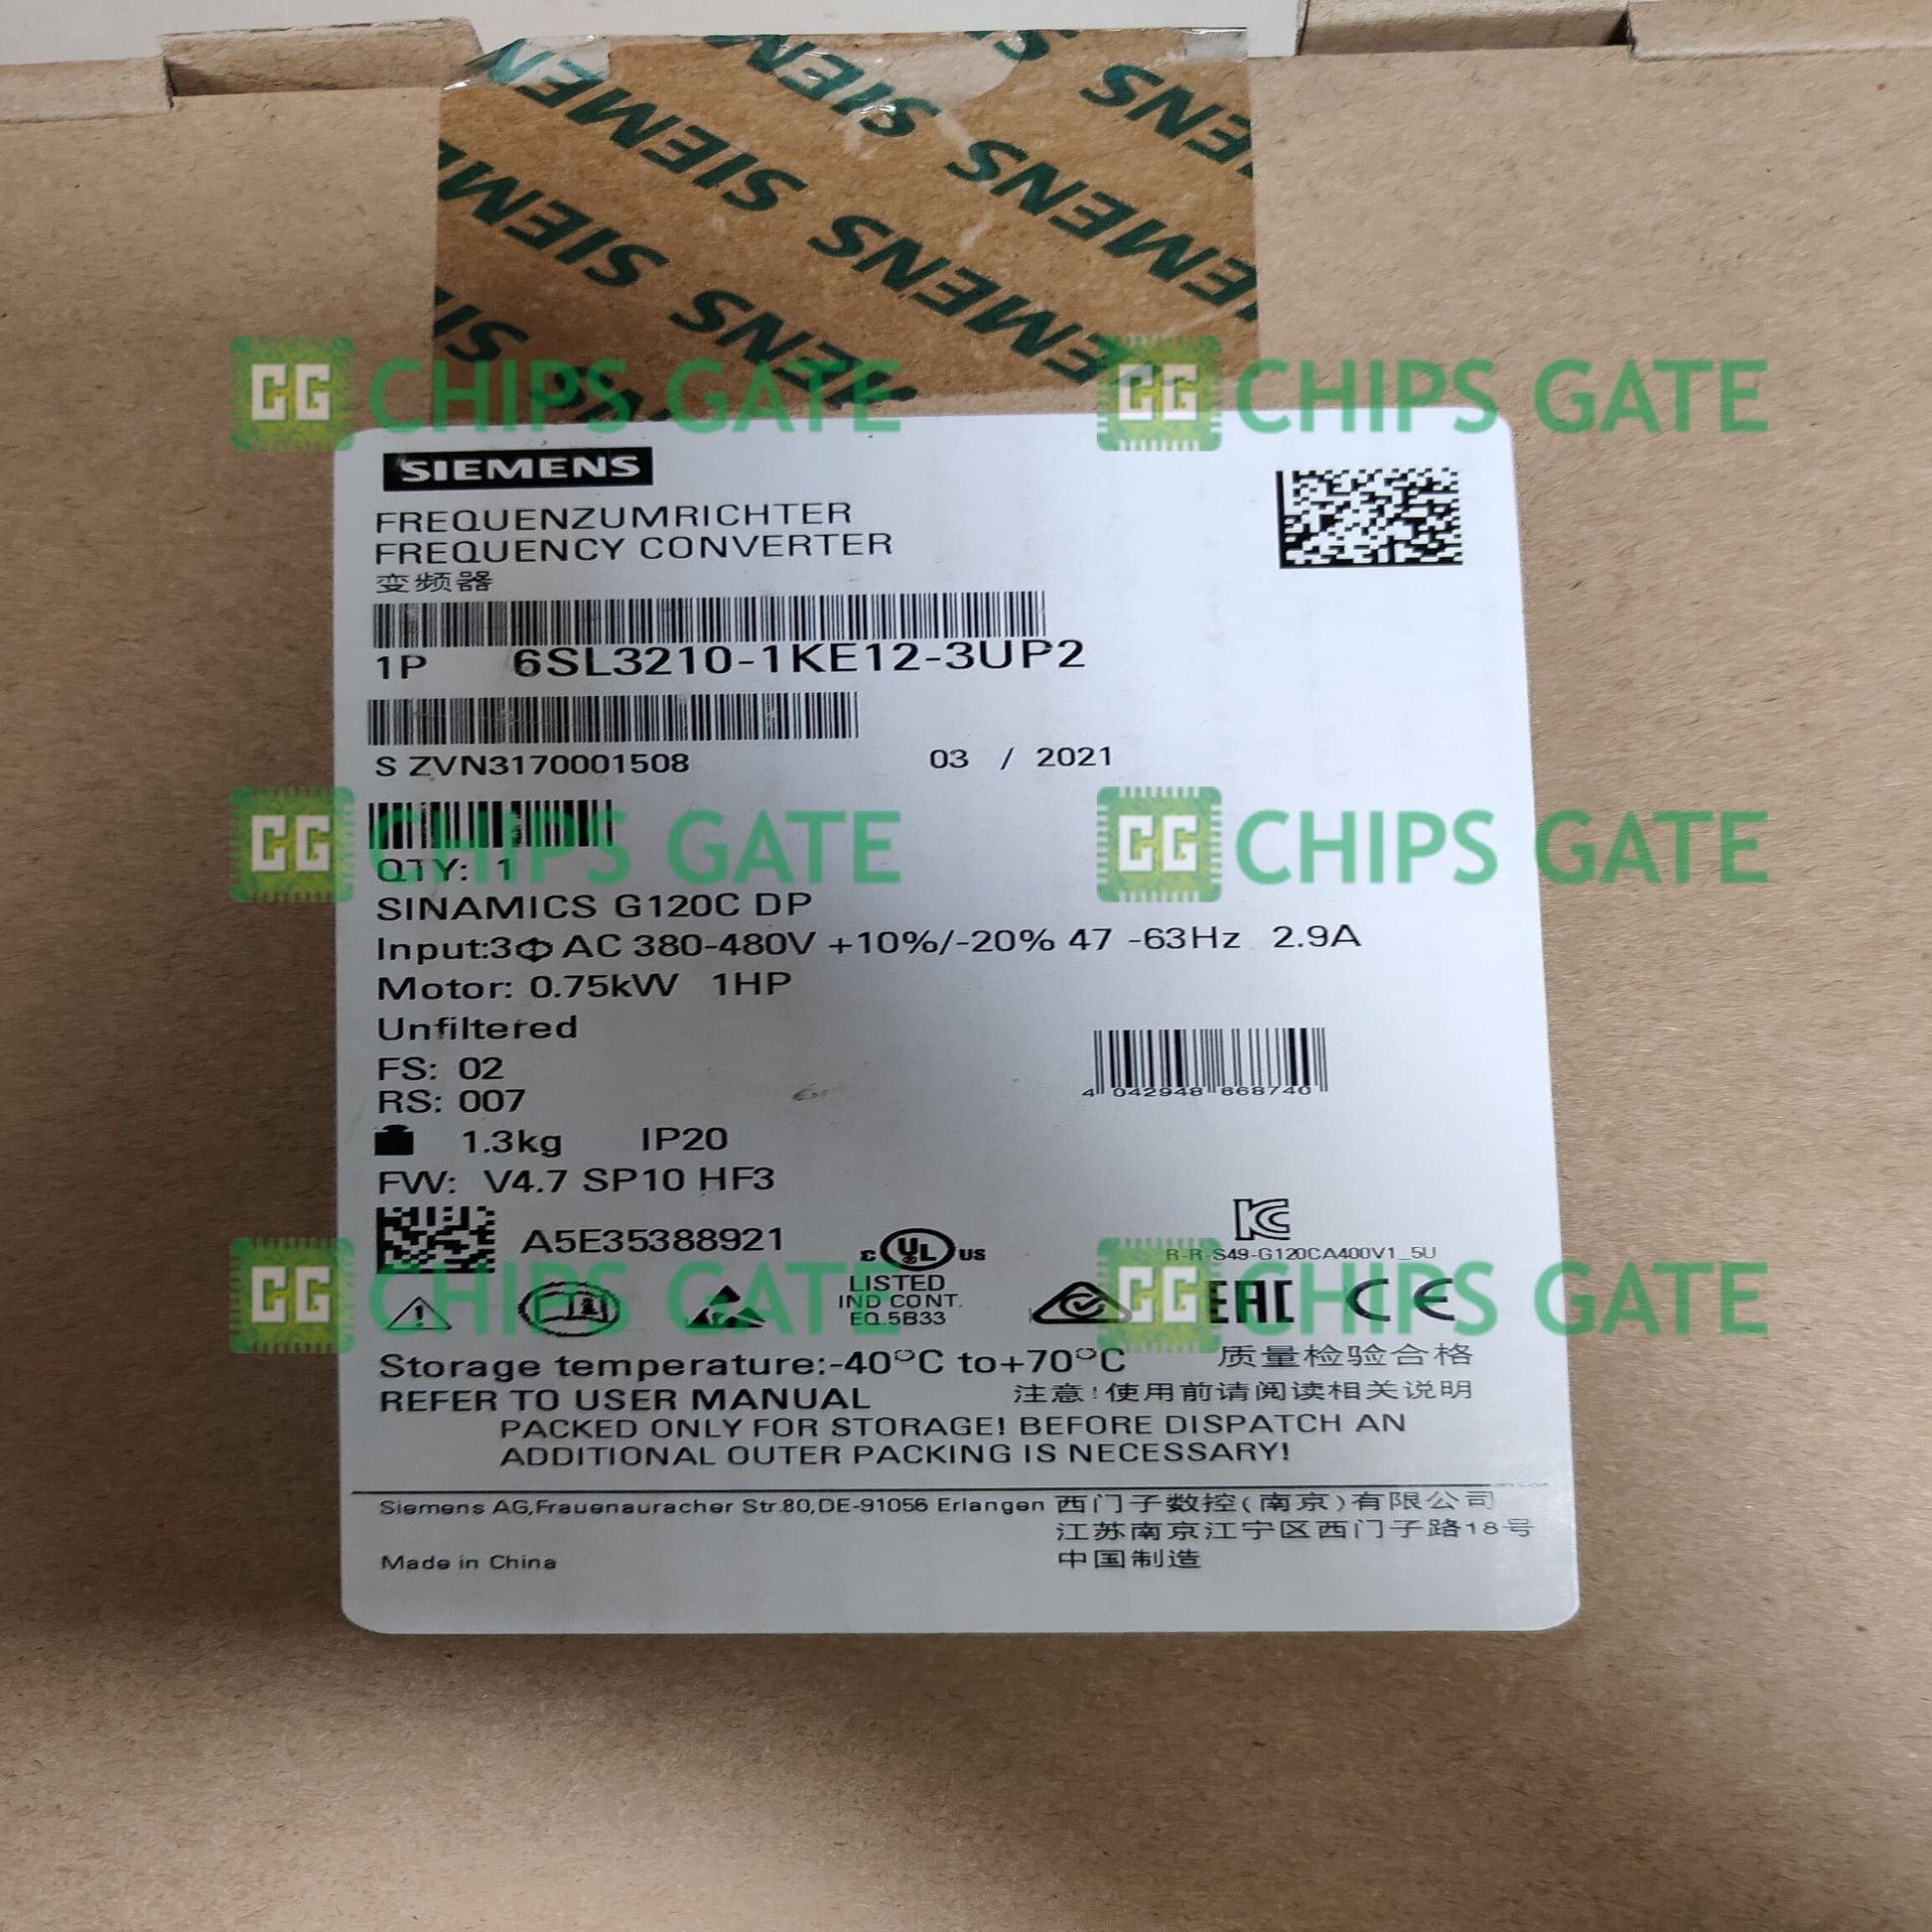 SIEMENS
FREQUENZUMRICHTER
FREQUENCY CONVERTER
变频器
1P 6SL3210-1KE12-3UP2
S ZVN3170001508 03 / 2021
QTY: 1
SINAMICS G120C DP
Input:3Φ AC 380-480V +10%/-20% 47 -63Hz 2.9A
Motor: 0.75kW 1HP
Unfiltered
FS: 02
RS: 007
4 042948 668740
1.3kg IP20
FW: V4.7 SP10 HF3
A5E35388921
c UL US
LISTED
IND CONT.
EQ.5B33
KC
R-R-S49-G120CA400V1_5U
EAC CE
Storage temperature:-40°C to+70°C 质量检验合格
REFER TO USER MANUAL 注意!使用前请阅读相关说明
PACKED ONLY FOR STORAGE! BEFORE DISPATCH AN
ADDITIONAL OUTER PACKING IS NECESSARY!
Siemens AG,Frauenauracher Str.80,DE-91056 Erlangen 西门子数控(南京)有限公司
江苏南京江宁区西门子路18号
Made in China 中国制造
CG CHIPS GATE CG CHIPS GATE
CG CHIPS GATE CG CHIPS GATE
CG CHIPS GATE CG CHIPS GATE
SIEMENS
SIEMENS
SIEMENS